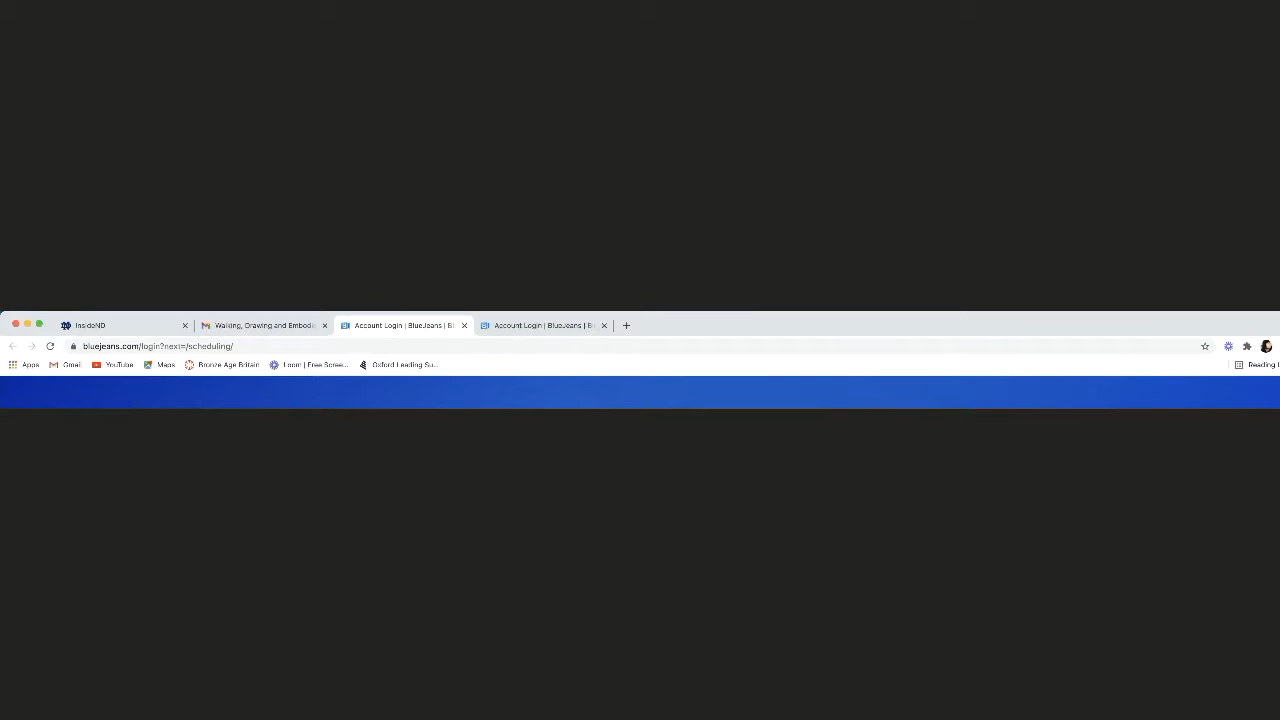 InsideND Walking, Drawing and Embodi Account Login | BlueJeans | Bl Account Login | BlueJeans | B
bluejeans.com/login?next=/scheduling/
Apps Gmail YouTube Maps Bronze Age Britain Loom | Free Scree... Oxford Leading Su... Reading L